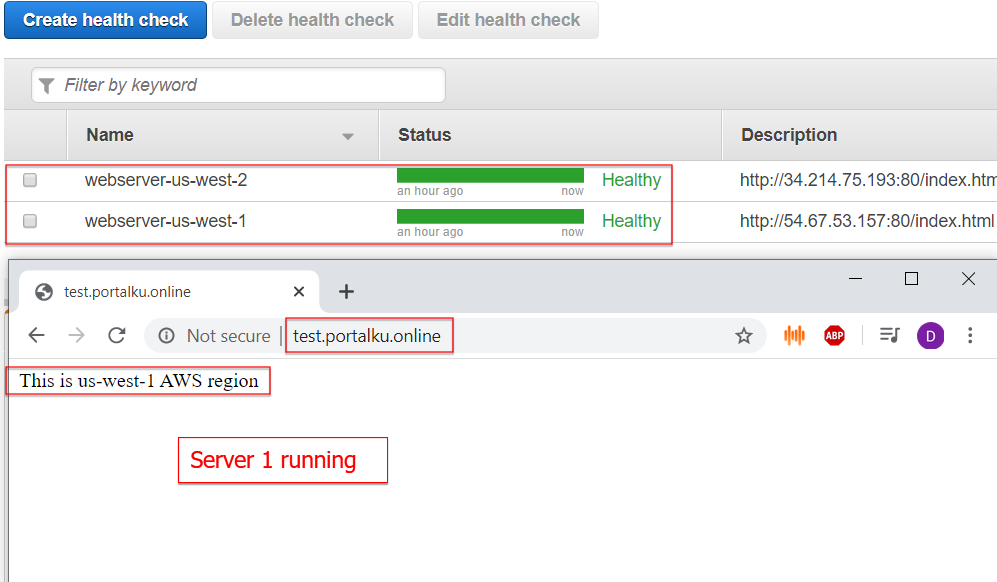 Create health check Delete health check Edit health check
Filter by keyword
Name Status Description
webserver-us-west-2 Healthy http://34.214.75.193:80/index.htm
an hour ago now
webserver-us-west-1 Healthy http://54.67.53.157:80/index.html
an hour ago now
test.portalku.online
Not secure test.portalku.online ABP D
This is us-west-1 AWS region
Server 1 running